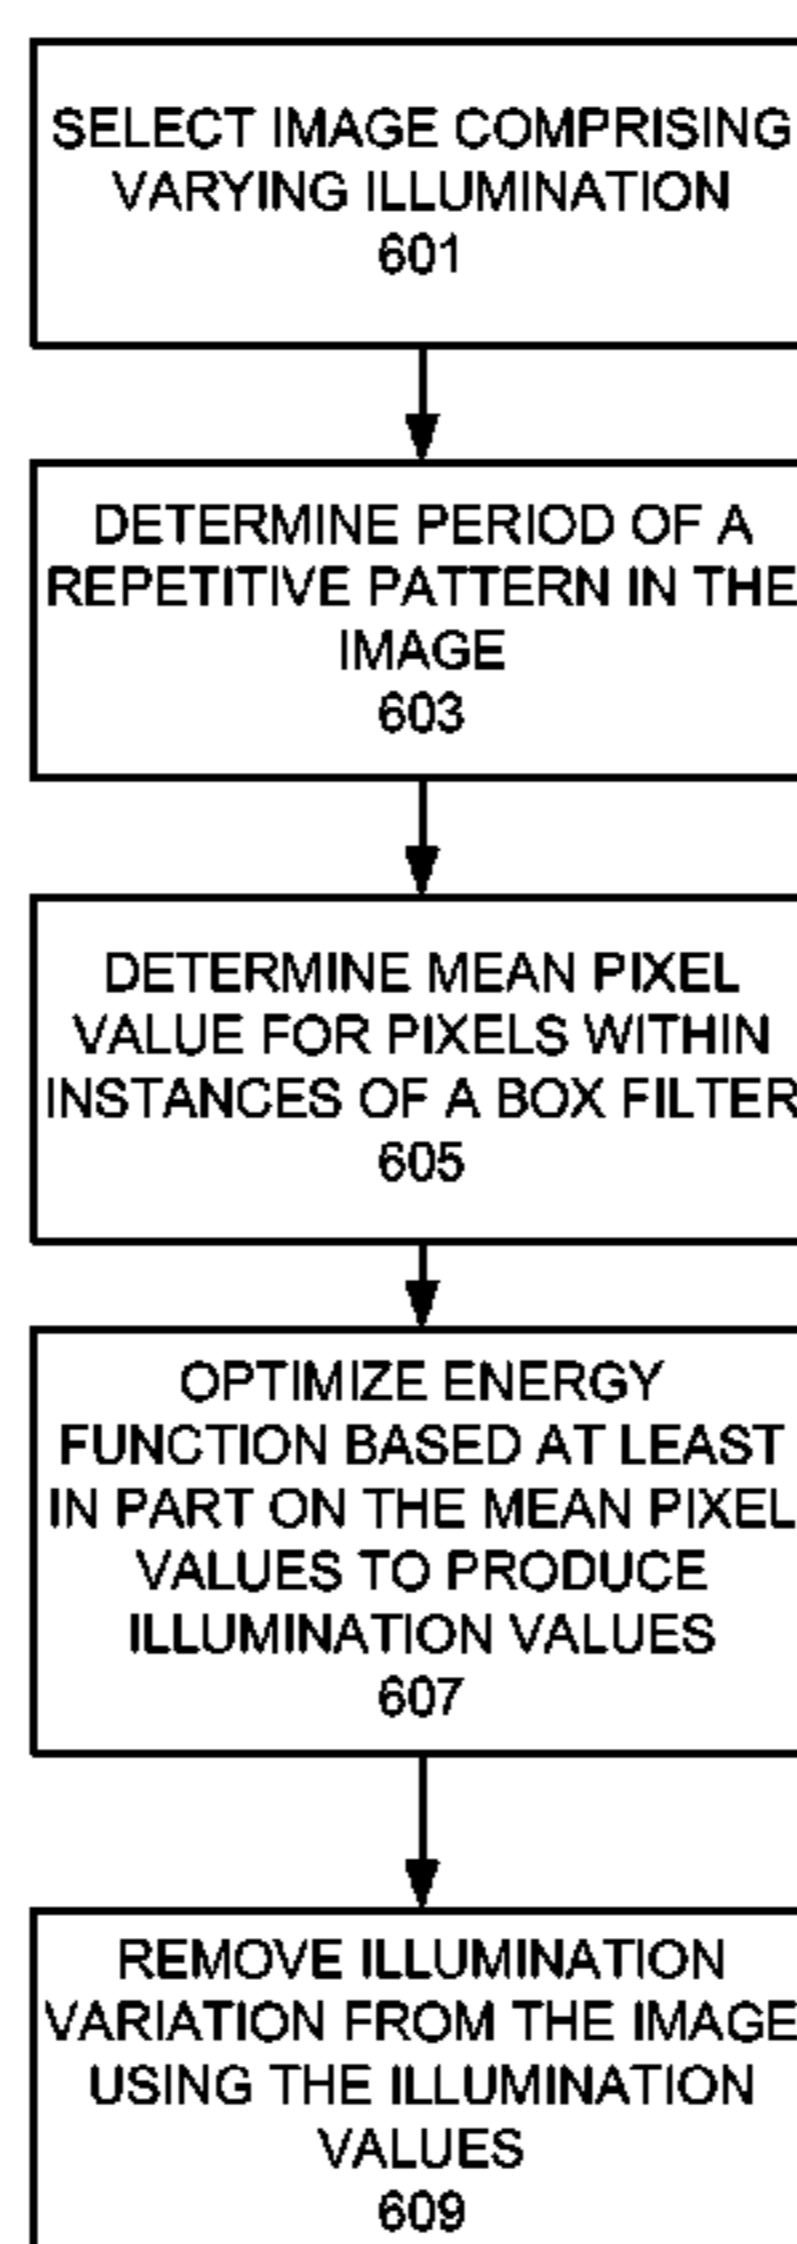 SELECT IMAGE COMPRISING
VARYING ILLUMINATION
601
DETERMINE PERIOD OF A
REPETITIVE PATTERN IN THE
IMAGE
603
DETERMINE MEAN PIXEL
VALUE FOR PIXELS WITHIN
INSTANCES OF A BOX FILTER
605
OPTIMIZE ENERGY
FUNCTION BASED AT LEAST
IN PART ON THE MEAN PIXEL
VALUES TO PRODUCE
ILLUMINATION VALUES
607
REMOVE ILLUMINATION
VARIATION FROM THE IMAGE
USING THE ILLUMINATION
VALUES
609